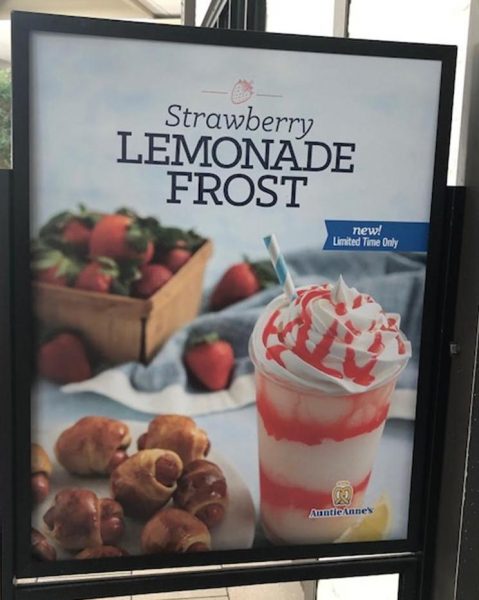 Strawberry
LEMONADE
FROST
new!
Limited Time Only
Auntie Anne's